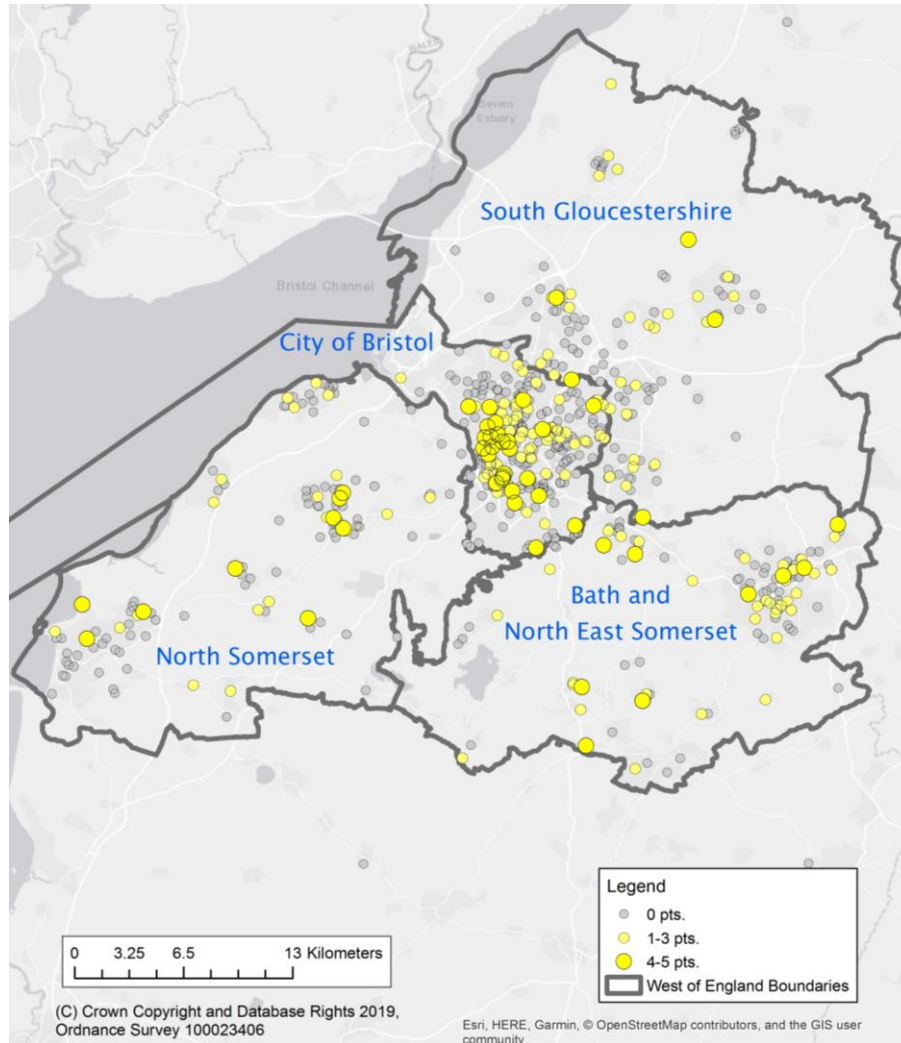 WALES
Severn
Estuary
South Gloucestershire
Bristol Channel
City of Bristol
Bath and
North East Somerset
North Somerset
Legend
0 pts.
1-3 pts.
4-5 pts.
West of England Boundaries
0 3.25 6.5 13 Kilometers
(C) Crown Copyright and Database Rights 2019,
Ordnance Survey 100023406
Esri, HERE, Garmin, © OpenStreetMap contributors, and the GIS user
community